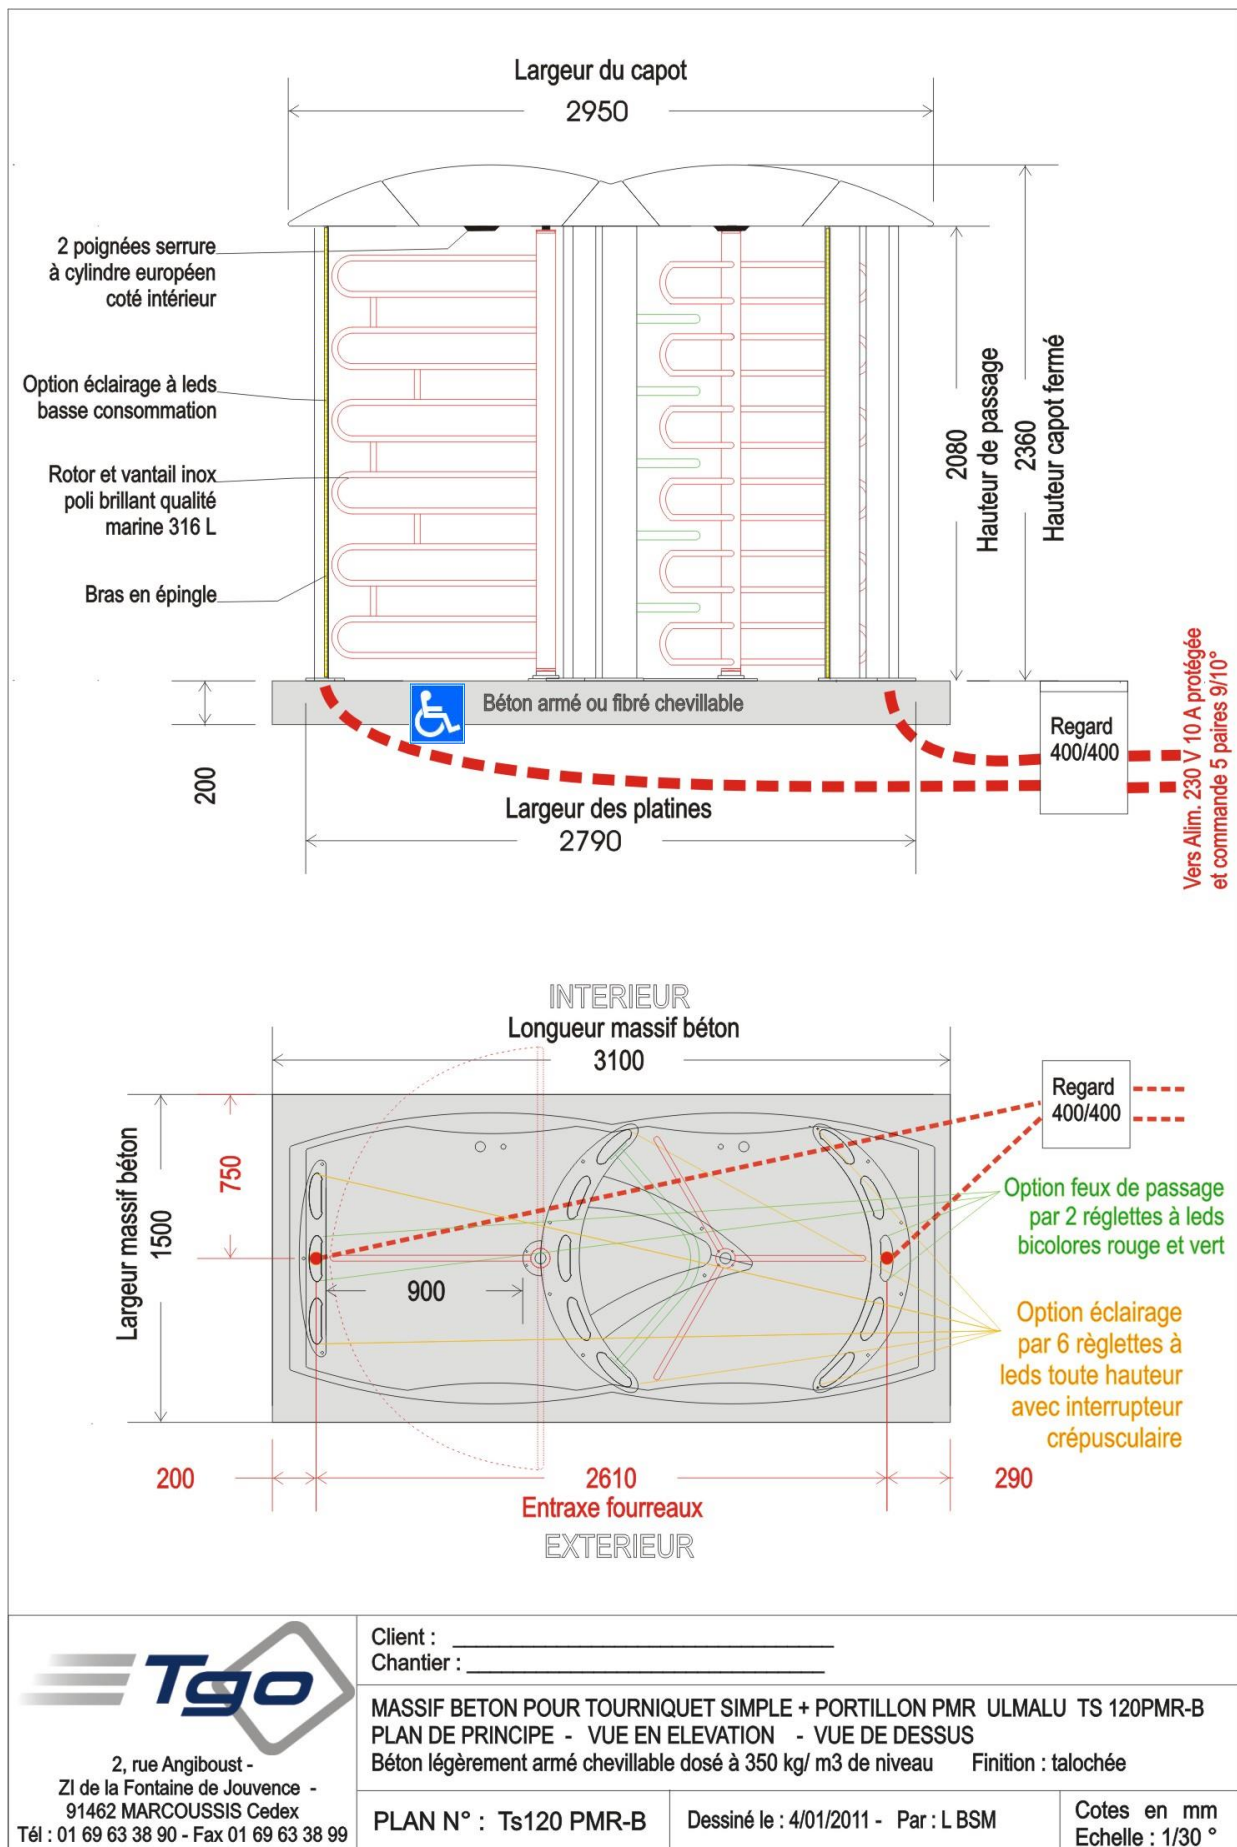 Largeur du capot
2950
2 poignées serrure
à cylindre européen
coté intérieur
Option éclairage à leds
basse consommation
Rotor et vantail inox
poli brillant qualité
marine 316 L
Bras en épingle
2080
Hauteur de passage
2360
Hauteur capot fermé
Béton armé ou fibré chevillable
200
Regard
400/400
Vers Alim. 230 V 10 A protégée
et commande 5 paires 9/10°
Largeur des platines
2790
INTERIEUR
Longueur massif béton
3100
Regard
400/400
Largeur massif béton
1500
750
900
Option feux de passage
par 2 réglettes à leds
bicolores rouge et vert
Option éclairage
par 6 règlettes à
leds toute hauteur
avec interrupteur
crépusculaire
200
2610
290
Entraxe fourreaux
EXTERIEUR
Tgo
2, rue Angiboust -
ZI de la Fontaine de Jouvence -
91462 MARCOUSSIS Cedex
Tél : 01 69 63 38 90 - Fax 01 69 63 38 99
Client :
Chantier :
MASSIF BETON POUR TOURNIQUET SIMPLE + PORTILLON PMR ULMALU TS 120PMR-B
PLAN DE PRINCIPE - VUE EN ELEVATION - VUE DE DESSUS
Béton légèrement armé chevillable dosé à 350 kg/ m3 de niveau Finition : talochée
PLAN N° : Ts120 PMR-B
Dessiné le : 4/01/2011 - Par : L BSM
Cotes en mm
Echelle : 1/30 °